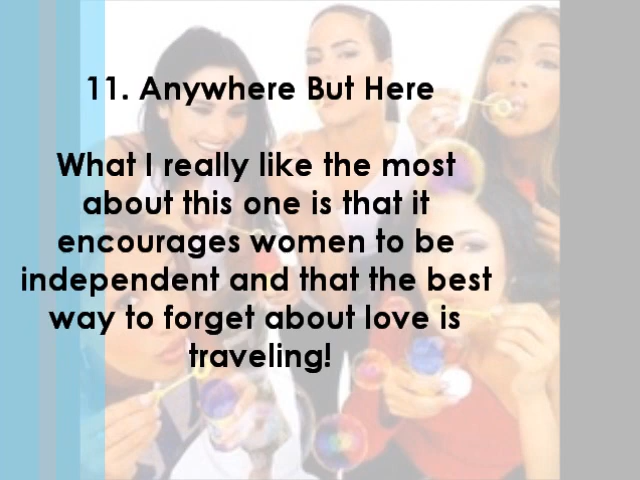 11. Anywhere But Here
What I really like the most
about this one is that it
encourages women to be
independent and that the best
way to forget about love is
traveling!